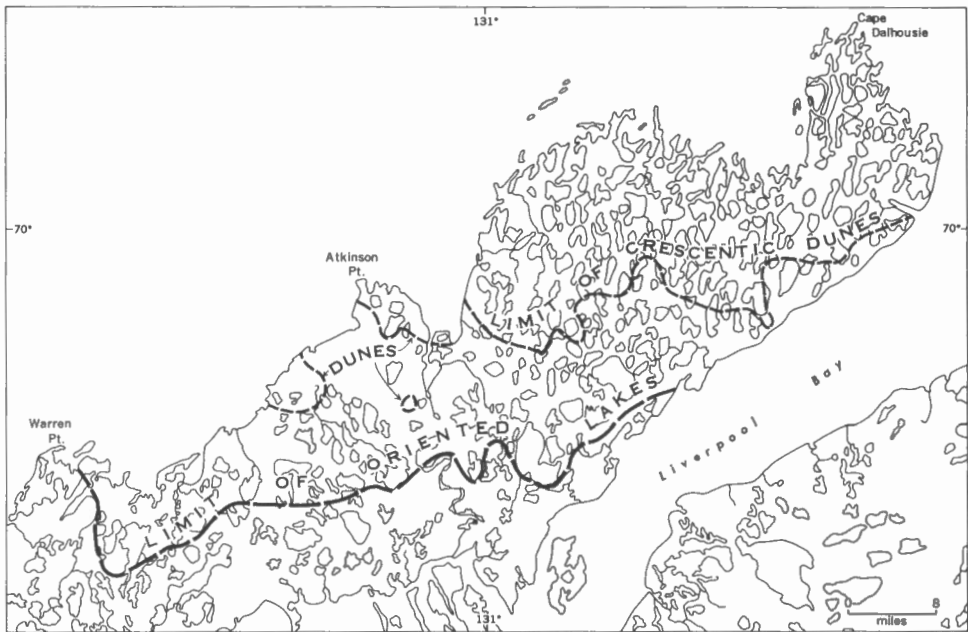 131°
Cape
Dalhousie
70°
70°
CRESCENTIC DUNES
LIMIT OF
Atkinson
Pt.
DUNES
Bay
LAKES
Warren
Pt.
ORIENTED
Liverpool
LIMIT OF
131°
0 8
miles